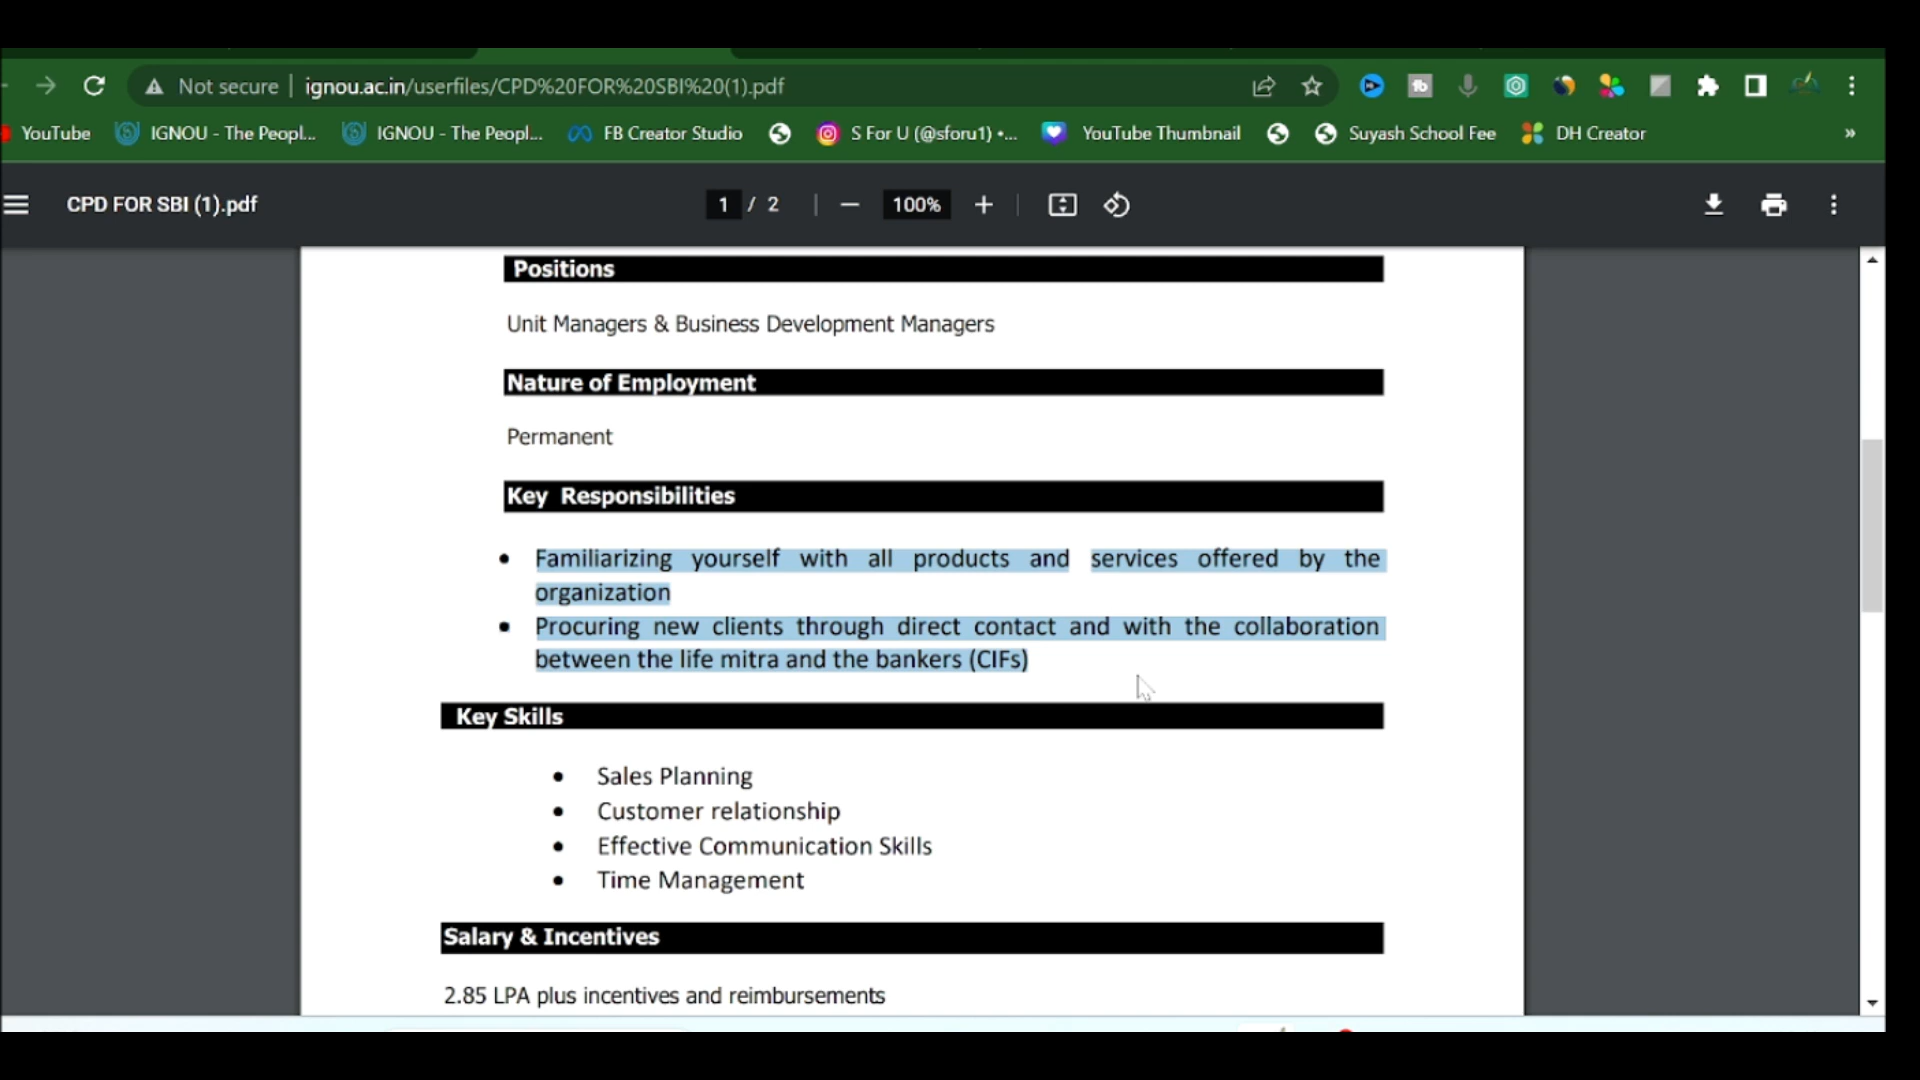 Not secure | ignou.ac.in/userfiles/CPD%20FOR%20SBI%20(1).pdf
YouTube IGNOU - The Peopl... IGNOU - The Peopl... FB Creator Studio S For U (@sforu1) •... YouTube Thumbnail Suyash School Fee DH Creator »
CPD FOR SBI (1).pdf 1 / 2 100%
Positions
Unit Managers & Business Development Managers
Nature of Employment
Permanent
Key Responsibilities
• Familiarizing yourself with all products and services offered by the
organization
• Procuring new clients through direct contact and with the collaboration
between the life mitra and the bankers (CIFs)
Key Skills
• Sales Planning
• Customer relationship
• Effective Communication Skills
• Time Management
Salary & Incentives
2.85 LPA plus incentives and reimbursements